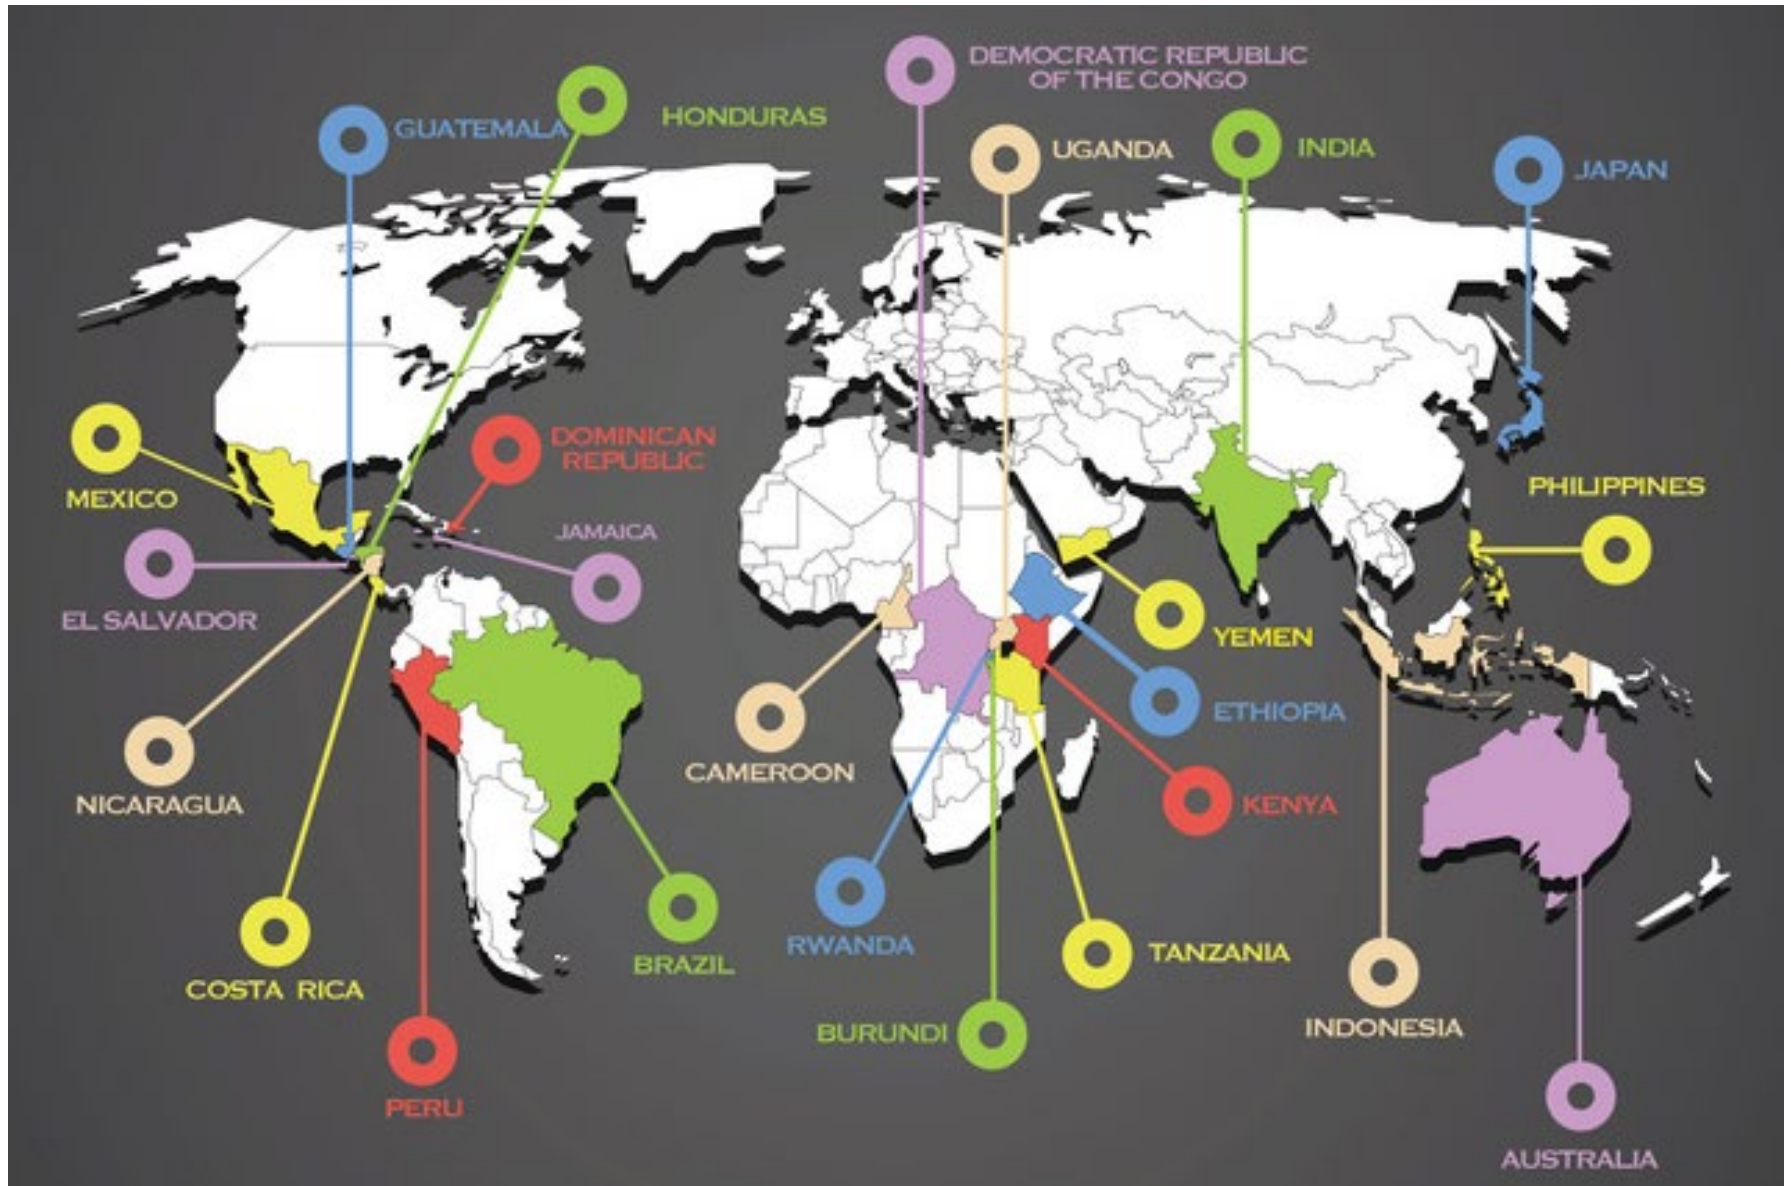 DEMOCRATIC REPUBLIC
OF THE CONGO
HONDURAS
GUATEMALA
UGANDA
INDIA
JAPAN
DOMINICAN
REPUBLIC
MEXICO
PHILIPPINES
JAMAICA
EL SALVADOR
YEMEN
ETHIOPIA
CAMEROON
NICARAGUA
KENYA
RWANDA
TANZANIA
BRAZIL
COSTA RICA
INDONESIA
BURUNDI
PERU
AUSTRALIA